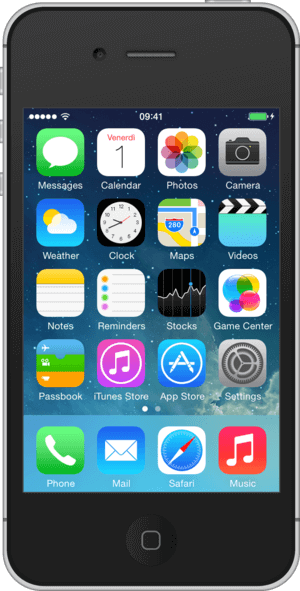 09:41
Venerdì
1
Messages Calendar Photos Camera
280
Weather Clock Maps Videos
Notes Reminders Stocks Game Center
Passbook iTunes Store App Store Settings
Phone Mail Safari Music